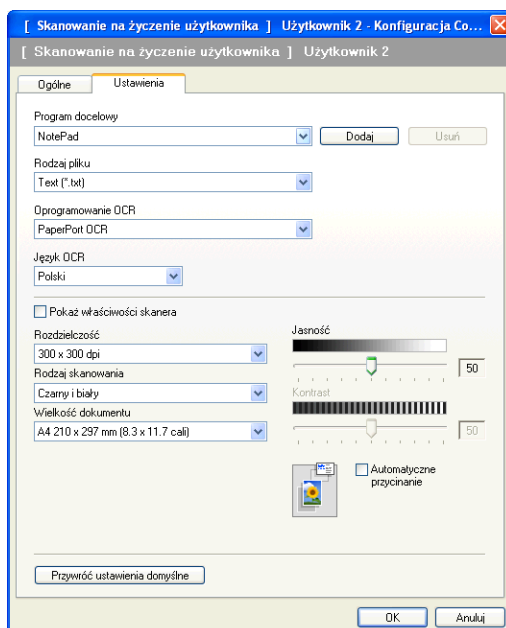 [ Skanowanie na życzenie użytkownika ] Użytkownik 2 - Konfiguracja Co...
[ Skanowanie na życzenie użytkownika ] Użytkownik 2
Ogólne Ustawienia
Program docelowy
NotePad Dodaj Usuń
Rodzaj pliku
Text (*.txt)
Oprogramowanie OCR
PaperPort OCR
Język OCR
Polski
Pokaż właściwości skanera
Rozdzielczość
300 x 300 dpi
Rodzaj skanowania
Czarny i biały
Wielkość dokumentu
A4 210 x 297 mm (8.3 x 11.7 cali)
Jasność
50
Kontrast
50
Automatyczne
przycinanie
Przywróć ustawienia domyślne
OK Anuluj